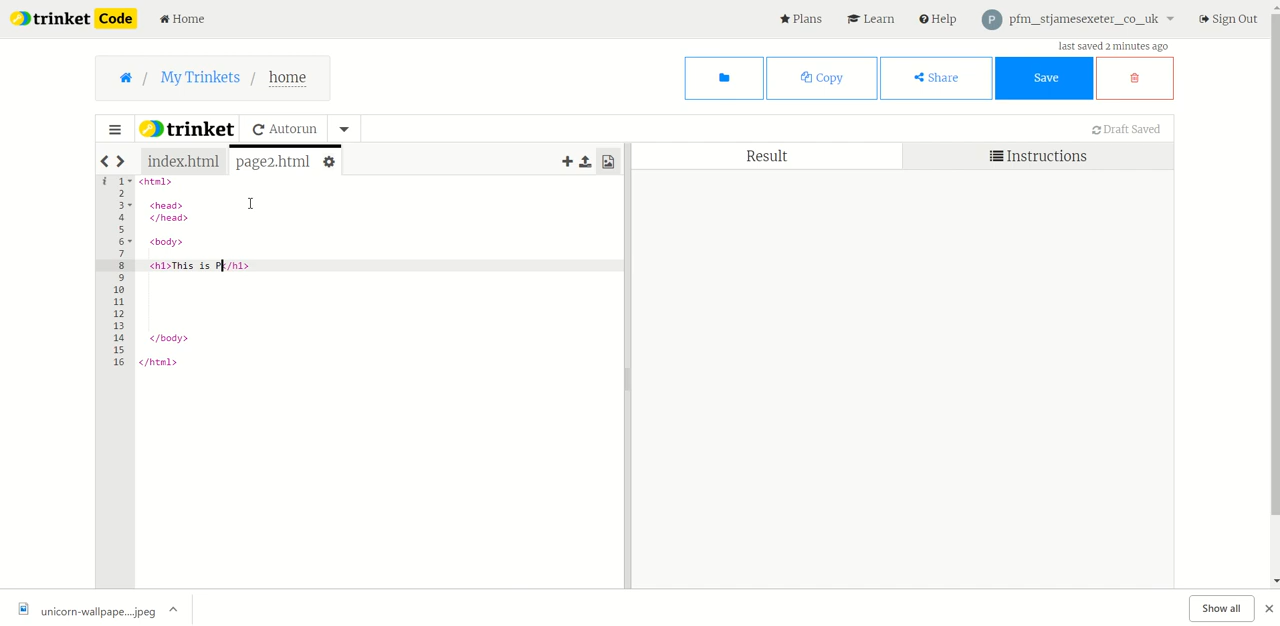 trinket Code Home Plans Learn Help P pfm_stjamesexeter_co_uk Sign Out
last saved 2 minutes ago
/ My Trinkets / home Copy Share Save
trinket Autorun Draft Saved
index.html page2.html Result Instructions
i 1 <html>
2
3 <head>
4 </head>
5
6 <body>
7
8 <h1>This is P</h1>
9
10
11
12
13
14 </body>
15
16 </html>
unicorn-wallpape....jpeg Show all